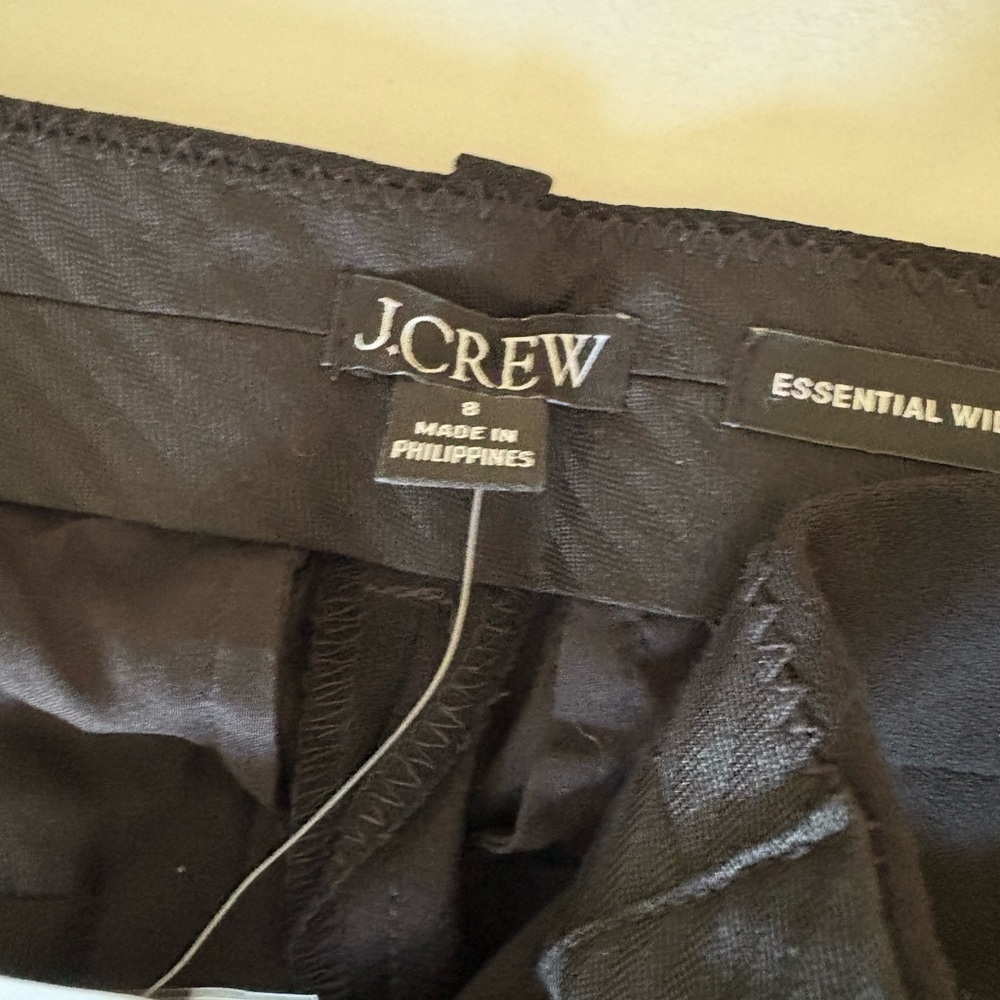 J.CREW
8
MADE IN
PHILIPPINES
ESSENTIAL